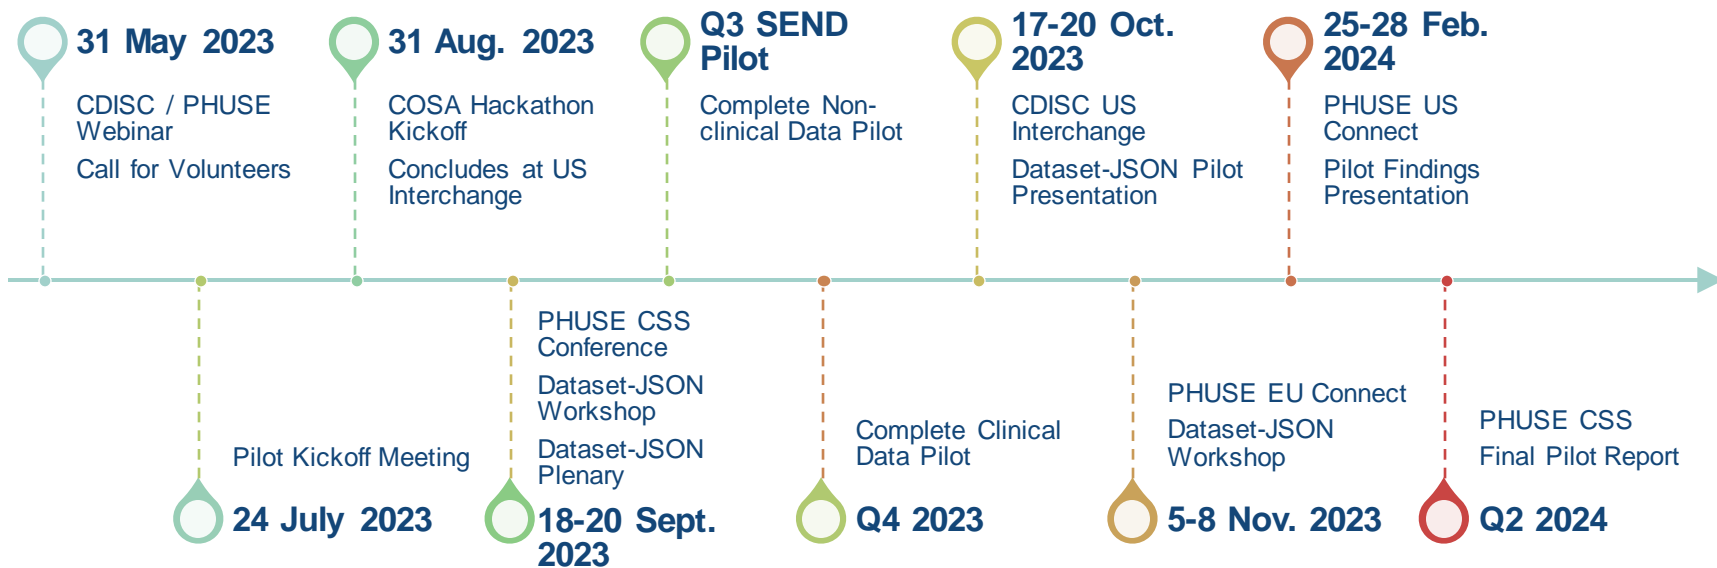 31 May 2023
CDISC / PHUSE
Webinar
Call for Volunteers
31 Aug. 2023
COSA Hackathon
Kickoff
Concludes at US
Interchange
Q3 SEND
Pilot
Complete Non-
clinical Data Pilot
17-20 Oct.
2023
CDISC US
Interchange
Dataset-JSON Pilot
Presentation
25-28 Feb.
2024
PHUSE US
Connect
Pilot Findings
Presentation
Pilot Kickoff Meeting
24 July 2023
PHUSE CSS
Conference
Dataset-JSON
Workshop
Dataset-JSON
Plenary
18-20 Sept.
2023
Complete Clinical
Data Pilot
Q4 2023
PHUSE EU Connect
Dataset-JSON
Workshop
5-8 Nov. 2023
PHUSE CSS
Final Pilot Report
Q2 2024